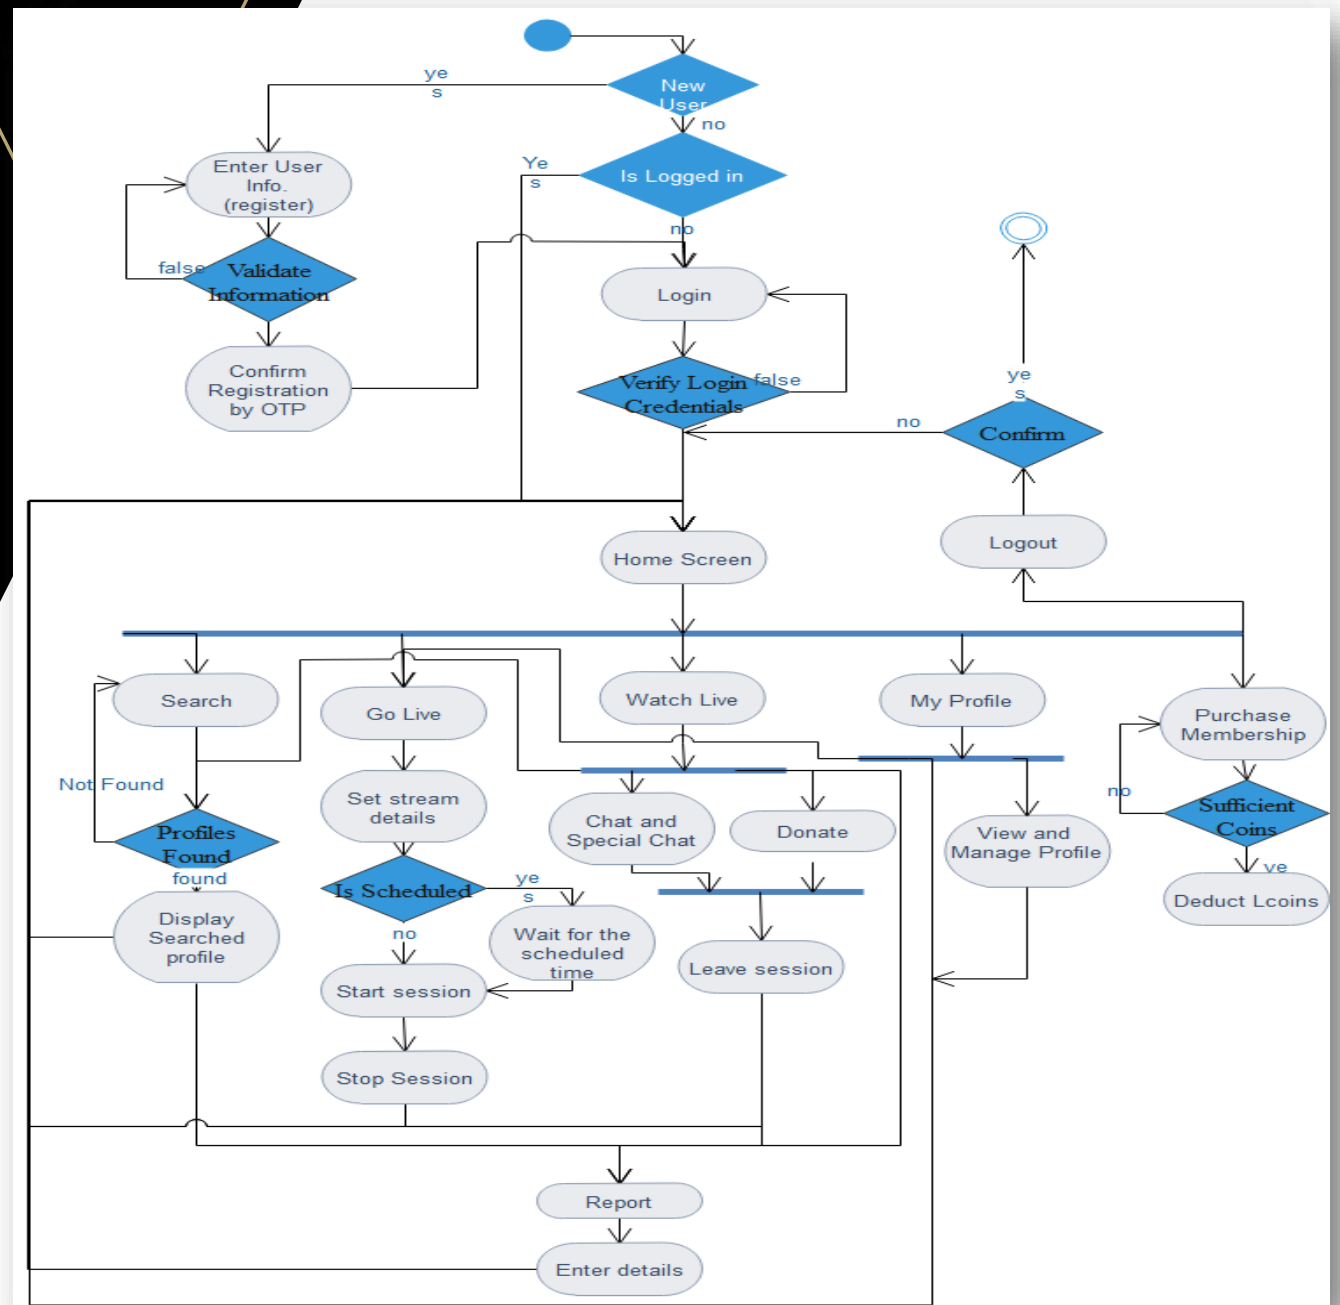 ye
s
New
User
no
Is Logged in
Ye
s
no
Enter User
Info.
(register)
false
Validate
Information
Confirm
Registration
by OTP
Login
Verify Login
Credentials
false
ye
s
no
Confirm
Logout
Home Screen
Search
Go Live
Watch Live
My Profile
Purchase
Membership
Not Found
Set stream
details
Chat and
Special Chat
Donate
View and
Manage Profile
no
Sufficient
Coins
Profiles
Found
found
Is Scheduled
ye
s
ye
Deduct Lcoins
Display
Searched
profile
no
Wait for the
scheduled
time
Leave session
Start session
Stop Session
Report
Enter details